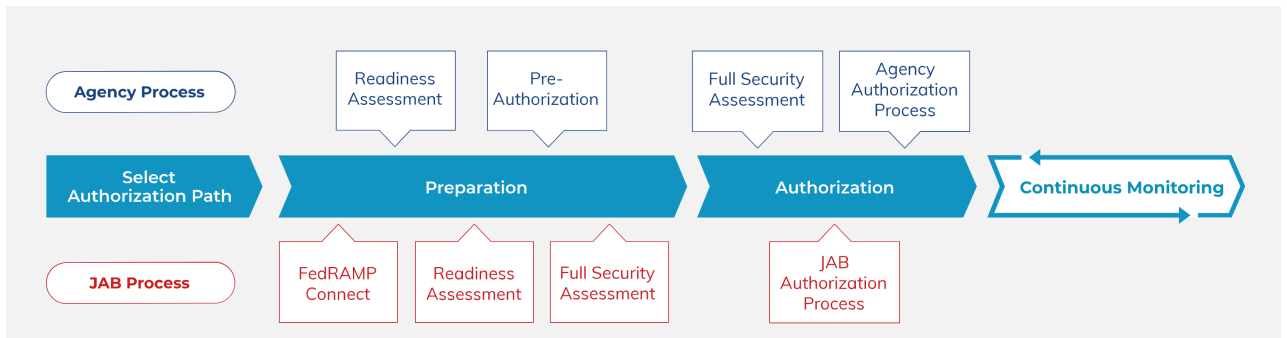 Agency Process
Readiness
Assessment
Pre-
Authorization
Full Security
Assessment
Agency
Authorization
Process
Select
Authorization Path
Preparation
Authorization
Continuous Monitoring
JAB Process
FedRAMP
Connect
Readiness
Assessment
Full Security
Assessment
JAB
Authorization
Process